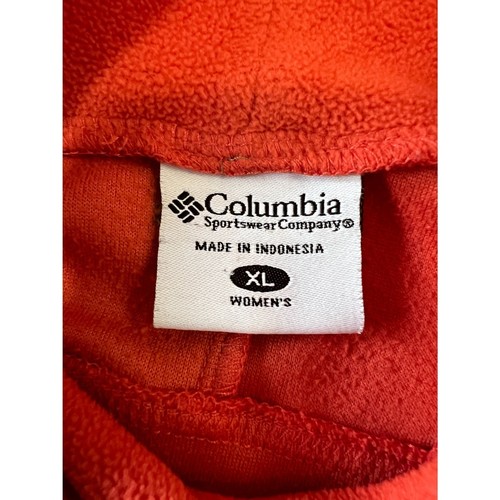 Columbia
Sportswear Company®
MADE IN INDONESIA
XL
WOMEN'S